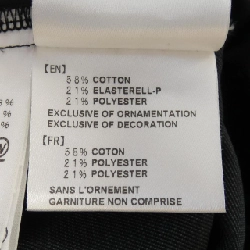 [EN]
58% COTTON
21% ELASTERELL-P
21% POLYESTER
EXCLUSIVE OF ORNAMENTATION
EXCLUSIVE OF DECORATION
[FR]
58% COTON
21% POLYESTER
21% POLYESTER
SANS L'ORNEMENT
GARNITURE NON COMPRISE